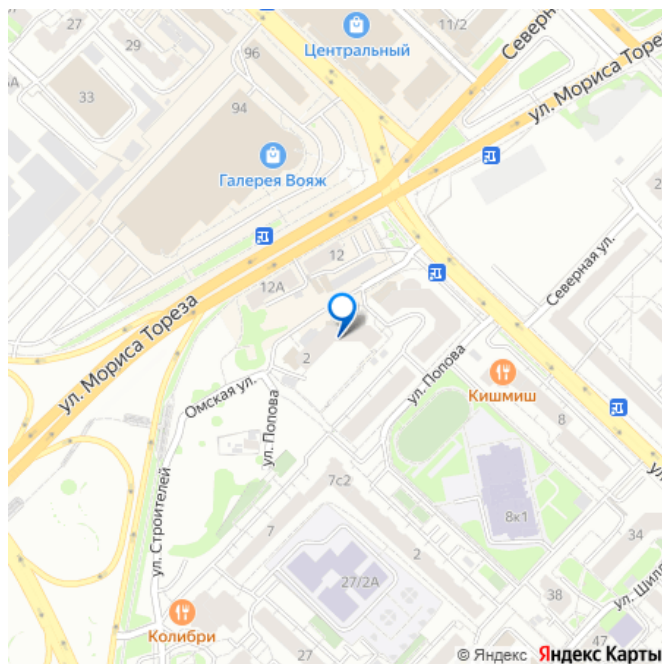 27
11/2
Центральный
96
Северная
ул. Мориса Торе
33
94
Галерея Вояж
12
12А
Северная ул.
ул. Мориса Тореза
2
ул. Попова
Кишмиш
Омская ул.
ул. Попова
8
7с2
ул. Строителей
8к1
7
2
34
27/2А
38
ул. Шил
Колибри
27
47
© Яндекс Яндекс Карты